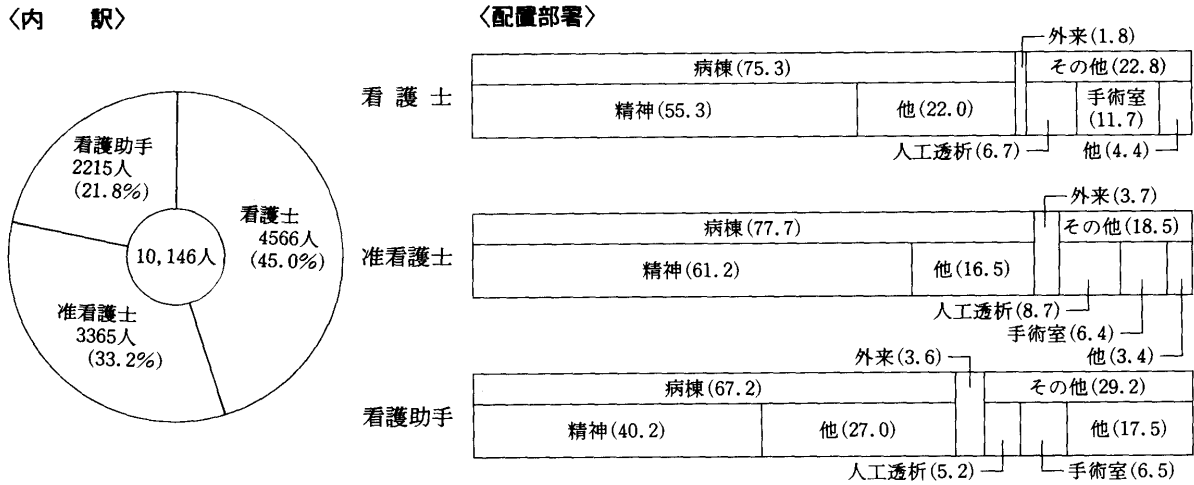 〈内　　訳〉
看護助手
2215人
(21.8%)
看護士
4566人
(45.0%)
10,146人
准看護士
3365人
(33.2%)
〈配置部署〉
看護士
外来(1.8)
病棟(75.3)
その他(22.8)
精神(55.3)
他(22.0)
手術室
(11.7)
人工透析(6.7)
他(4.4)
准看護士
外来(3.7)
病棟(77.7)
その他(18.5)
精神(61.2)
他(16.5)
人工透析(8.7)
手術室(6.4)
他(3.4)
看護助手
外来(3.6)
病棟(67.2)
その他(29.2)
精神(40.2)
他(27.0)
他(17.5)
人工透析(5.2)
手術室(6.5)